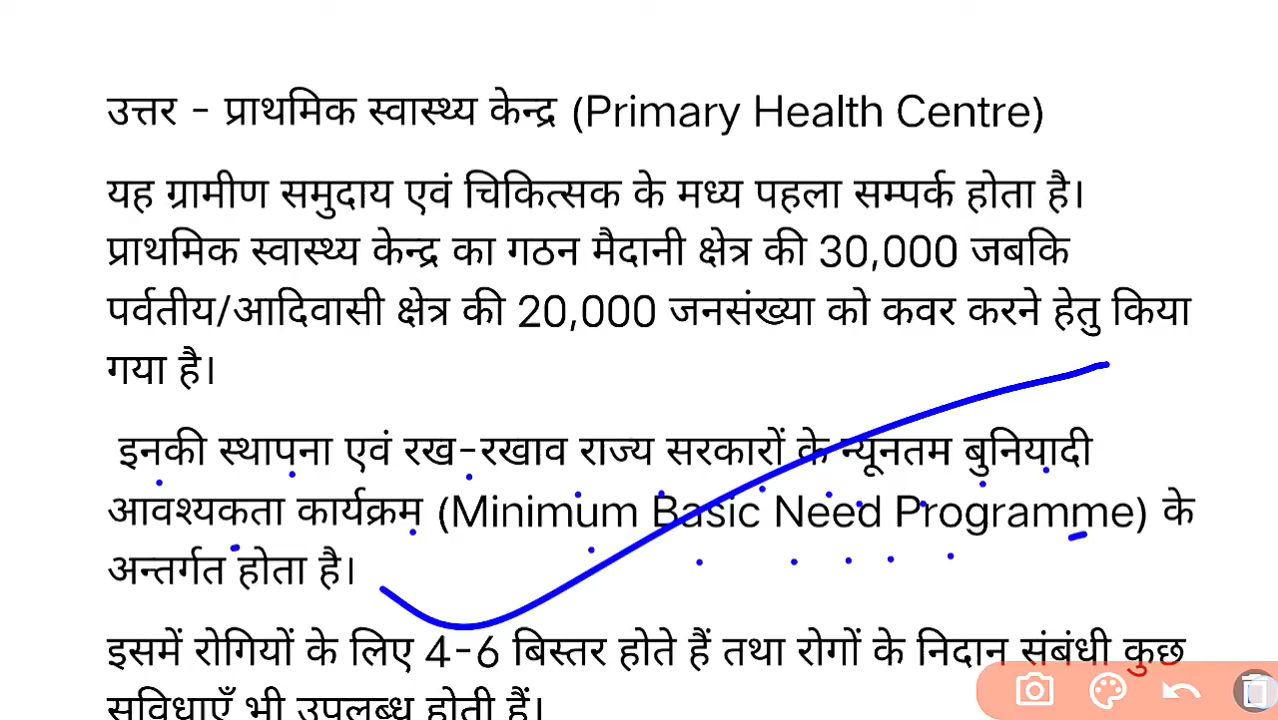 उत्तर - प्राथमिक स्वास्थ्य केन्द्र (Primary Health Centre)
यह ग्रामीण समुदाय एवं चिकित्सक के मध्य पहला सम्पर्क होता है।
प्राथमिक स्वास्थ्य केन्द्र का गठन मैदानी क्षेत्र की 30,000 जबकि
पर्वतीय/आदिवासी क्षेत्र की 20,000 जनसंख्या को कवर करने हेतु किया
गया है।
इनकी स्थापना एवं रख-रखाव राज्य सरकारों के न्यूनतम बुनियादी
आवश्यकता कार्यक्रम (Minimum Basic Need Programme) के
अन्तर्गत होता है।
इसमें रोगियों के लिए 4-6 बिस्तर होते हैं तथा रोगों के निदान संबंधी कुछ
सुविधाएँ भी उपलब्ध होती हैं।